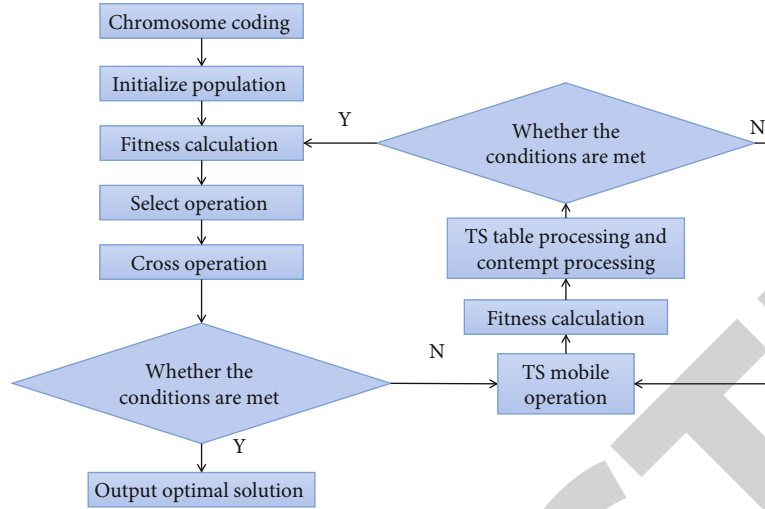 Chromosome coding
Initialize population
Fitness calculation
Select operation
Cross operation
Whether the
conditions are met
Y
Output optimal solution
N
TS mobile
operation
Fitness calculation
TS table processing and
contempt processing
Whether the
conditions are met
Y
N